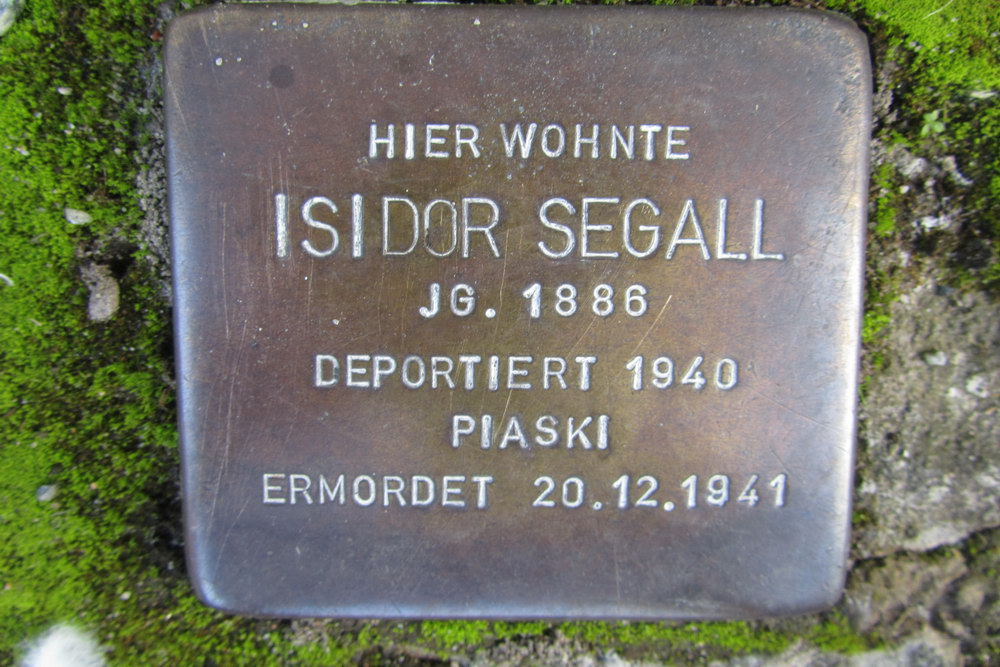 HIER WOHNTE
ISIDOR SEGALL
JG. 1886
DEPORTIERT 1940
PIASKI
ERMORDET 20.12.1941